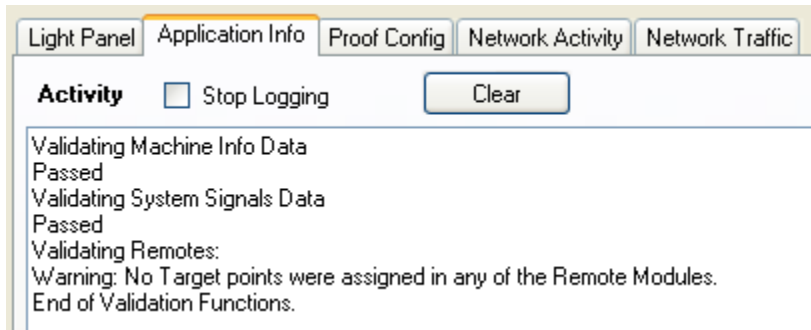 Light Panel Application Info Proof Config Network Activity Network Traffic
Activity Stop Logging Clear
Validating Machine Info Data
Passed
Validating System Signals Data
Passed
Validating Remotes:
Warning: No Target points were assigned in any of the Remote Modules.
End of Validation Functions.